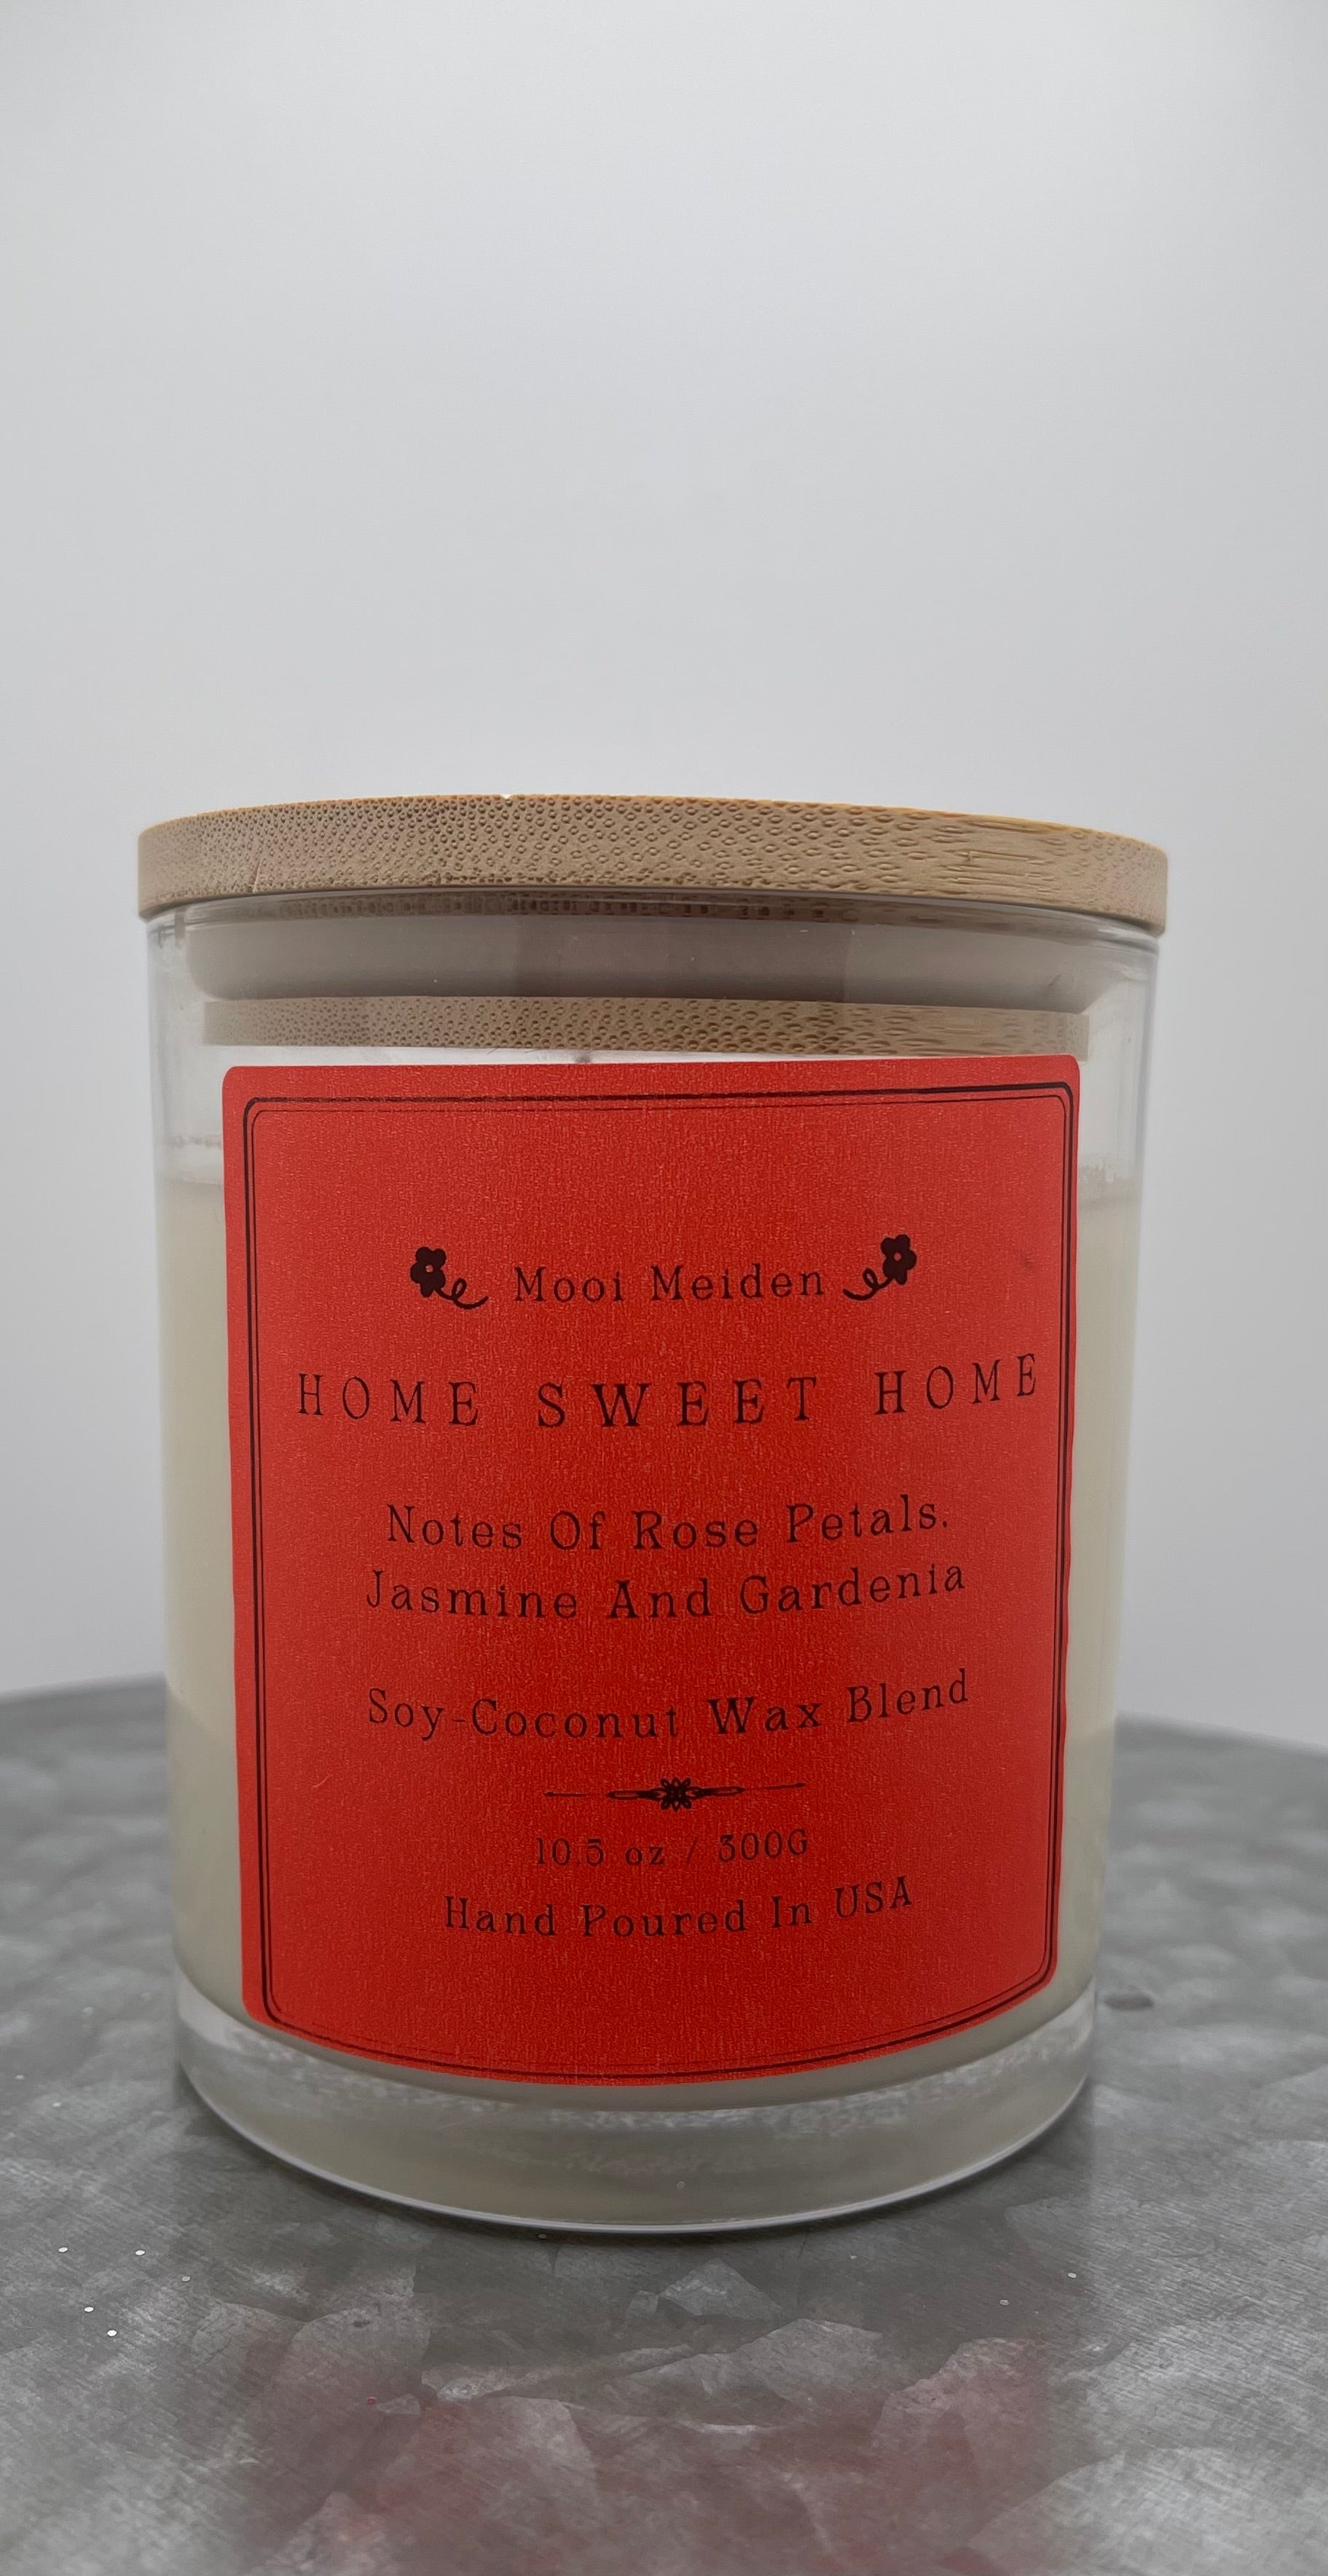 Mooi Meiden
HOME SWEET HOME
Notes Of Rose Petals,
Jasmine And Gardenia
Soy-Coconut Wax Blend
10.5 oz / 300G
Hand Poured In USA